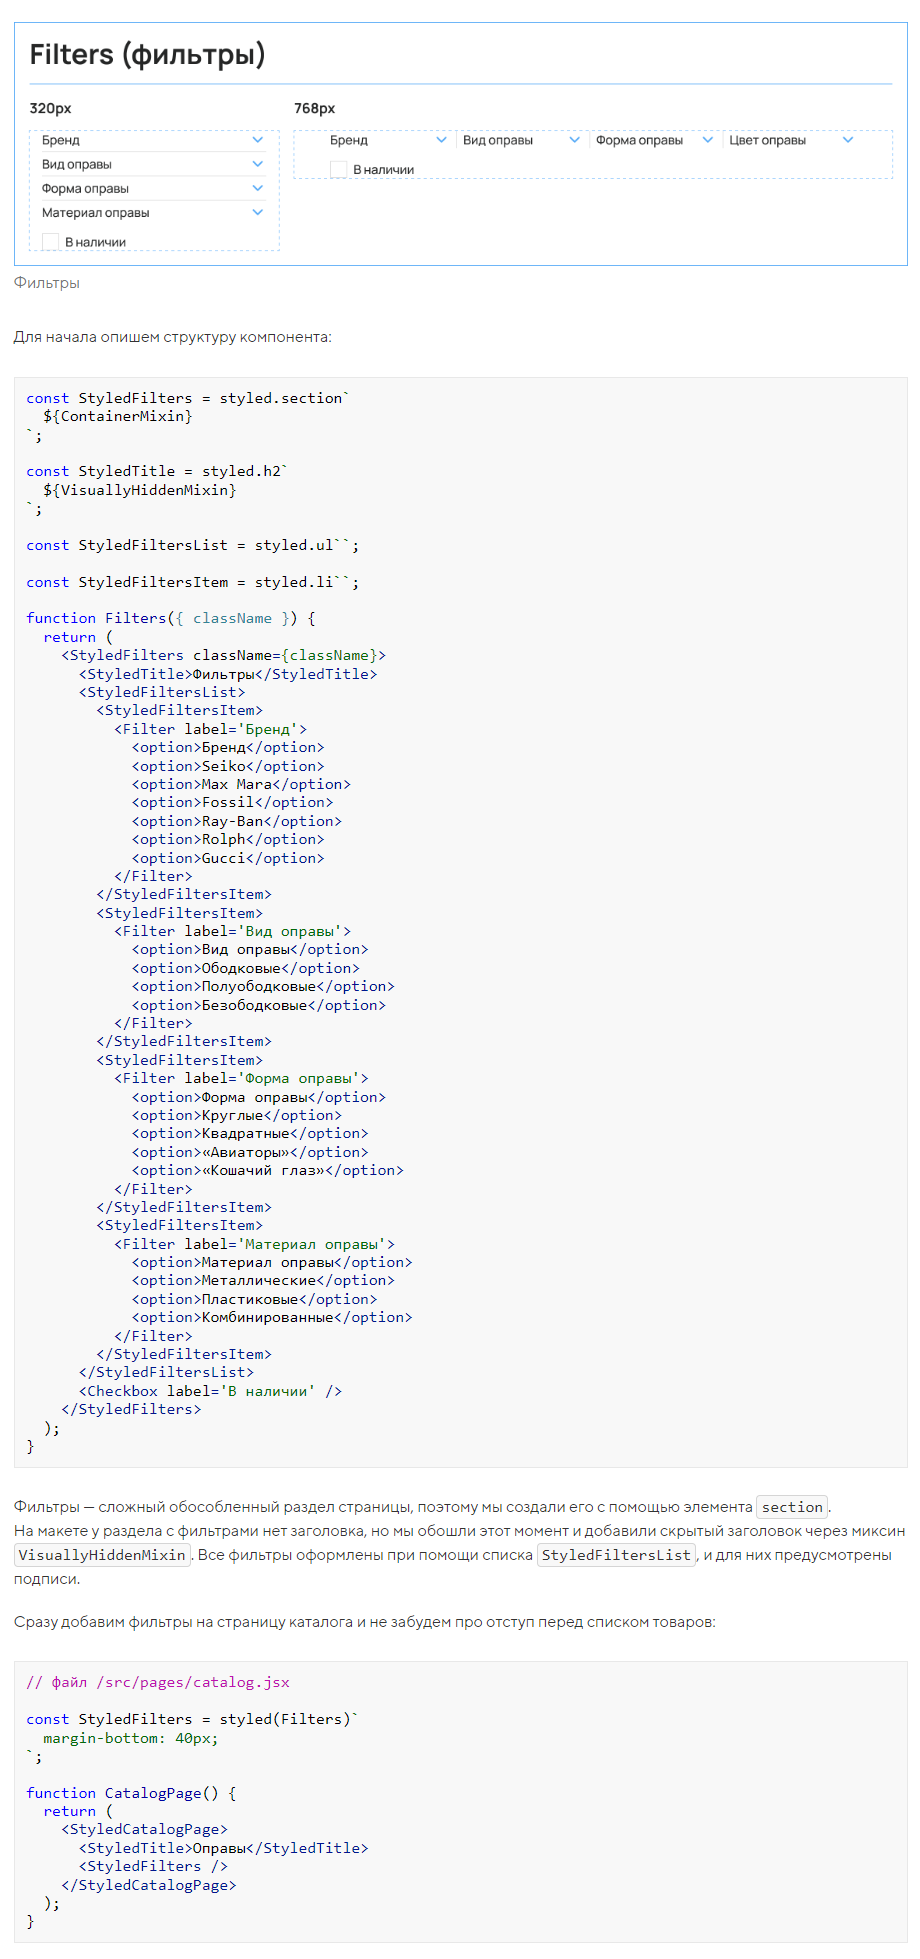 Filters (фильтры)
320px
768px
Бренд
Вид оправы
Форма оправы
Материал оправы
В наличии
Бренд
Вид оправы
Форма оправы
Цвет оправы
В наличии
Фильтры
Для начала опишем структуру компонента:
const StyledFilters = styled.section`
  ${ContainerMixin}
`;

const StyledTitle = styled.h2`
  ${VisuallyHiddenMixin}
`;

const StyledFiltersList = styled.ul``;

const StyledFiltersItem = styled.li``;

function Filters({ className }) {
  return (
    <StyledFilters className={className}>
      <StyledTitle>Фильтры</StyledTitle>
      <StyledFiltersList>
        <StyledFiltersItem>
          <Filter label='Бренд'>
            <option>Бренд</option>
            <option>Seiko</option>
            <option>Max Mara</option>
            <option>Fossil</option>
            <option>Ray-Ban</option>
            <option>Rolph</option>
            <option>Gucci</option>
          </Filter>
        </StyledFiltersItem>
        <StyledFiltersItem>
          <Filter label='Вид оправы'>
            <option>Вид оправы</option>
            <option>Ободковые</option>
            <option>Полуободковые</option>
            <option>Безободковые</option>
          </Filter>
        </StyledFiltersItem>
        <StyledFiltersItem>
          <Filter label='Форма оправы'>
            <option>Форма оправы</option>
            <option>Круглые</option>
            <option>Квадратные</option>
            <option>«Авиаторы»</option>
            <option>«Кошачий глаз»</option>
          </Filter>
        </StyledFiltersItem>
        <StyledFiltersItem>
          <Filter label='Материал оправы'>
            <option>Материал оправы</option>
            <option>Металлические</option>
            <option>Пластиковые</option>
            <option>Комбинированные</option>
          </Filter>
        </StyledFiltersItem>
      </StyledFiltersList>
      <Checkbox label='В наличии' />
    </StyledFilters>
  );
}
Фильтры — сложный обособленный раздел страницы, поэтому мы создали его с помощью элемента section.
На макете у раздела с фильтрами нет заголовка, но мы обошли этот момент и добавили скрытый заголовок через миксин
VisuallyHiddenMixin. Все фильтры оформлены при помощи списка StyledFiltersList, и для них предусмотрены
подписи.
Сразу добавим фильтры на страницу каталога и не забудем про отступ перед списком товаров:
// файл /src/pages/catalog.jsx

const StyledFilters = styled(Filters)`
  margin-bottom: 40px;
`;

function CatalogPage() {
  return (
    <StyledCatalogPage>
      <StyledTitle>Оправы</StyledTitle>
      <StyledFilters />
    </StyledCatalogPage>
  );
}